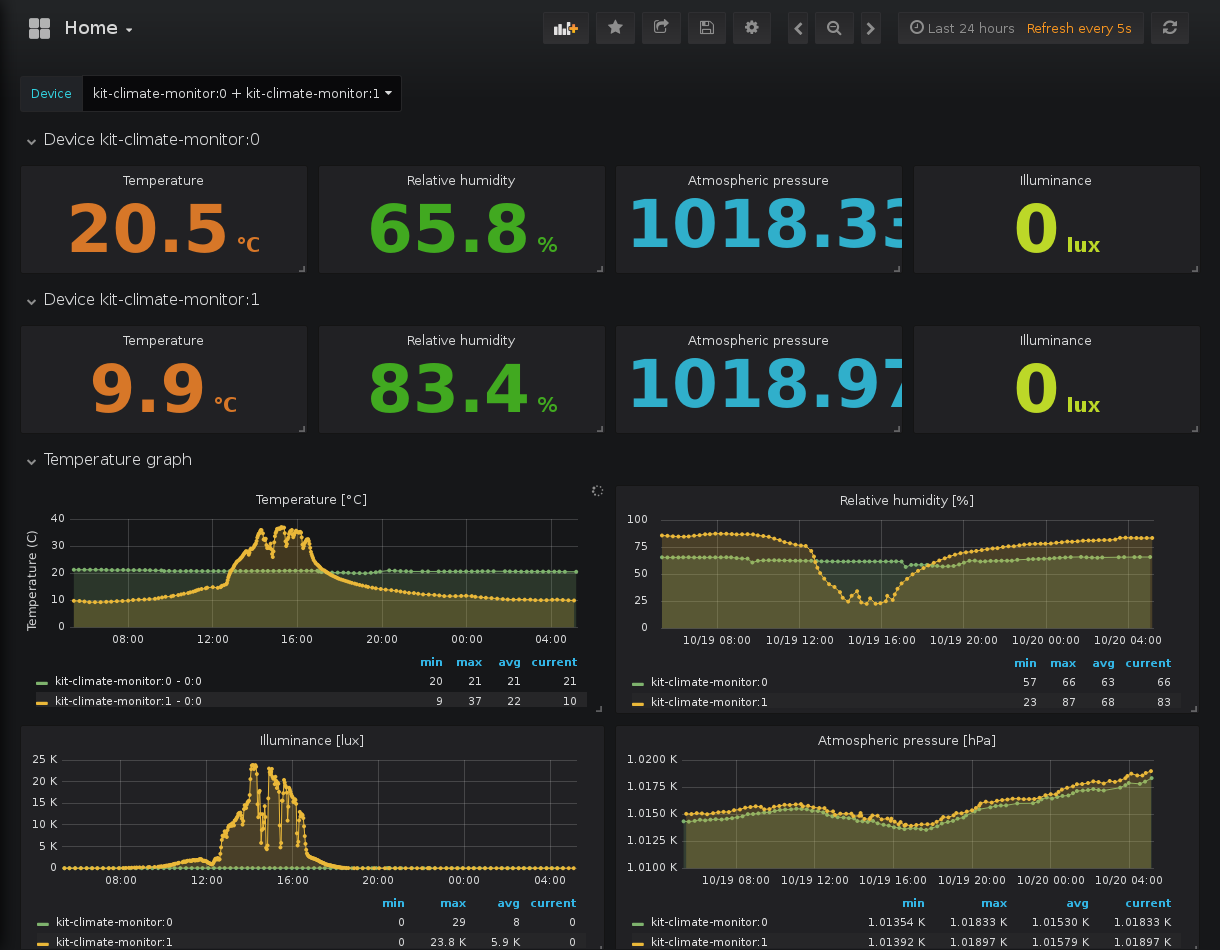 Home
Last 24 hours Refresh every 5s
Device kit-climate-monitor:0 + kit-climate-monitor:1
Device kit-climate-monitor:0
Temperature Relative humidity Atmospheric pressure Illuminance
20.5 °C 65.8 % 1018.33 0 lux
Device kit-climate-monitor:1
Temperature Relative humidity Atmospheric pressure Illuminance
9.9 °C 83.4 % 1018.97 0 lux
Temperature graph
Temperature [°C]
Temperature (C)
40
30
20
10
0
08:00 12:00 16:00 20:00 00:00 04:00
min max avg current
kit-climate-monitor:0 - 0:0 20 21 21 21
kit-climate-monitor:1 - 0:0 9 37 22 10
Relative humidity [%]
100
75
50
25
0
10/19 08:00 10/19 12:00 10/19 16:00 10/19 20:00 10/20 00:00 10/20 04:00
min max avg current
kit-climate-monitor:0 57 66 63 66
kit-climate-monitor:1 23 87 68 83
Illuminance [lux]
25 K
20 K
15 K
10 K
5 K
0
08:00 12:00 16:00 20:00 00:00 04:00
min max avg current
kit-climate-monitor:0 0 29 8 0
kit-climate-monitor:1 0 23.8 K 5.9 K 0
Atmospheric pressure [hPa]
1.0200 K
1.0175 K
1.0150 K
1.0125 K
1.0100 K
10/19 08:00 10/19 12:00 10/19 16:00 10/19 20:00 10/20 00:00 10/20 04:00
min max avg current
kit-climate-monitor:0 1.01354 K 1.01833 K 1.01530 K 1.01833 K
kit-climate-monitor:1 1.01392 K 1.01897 K 1.01579 K 1.01897 K